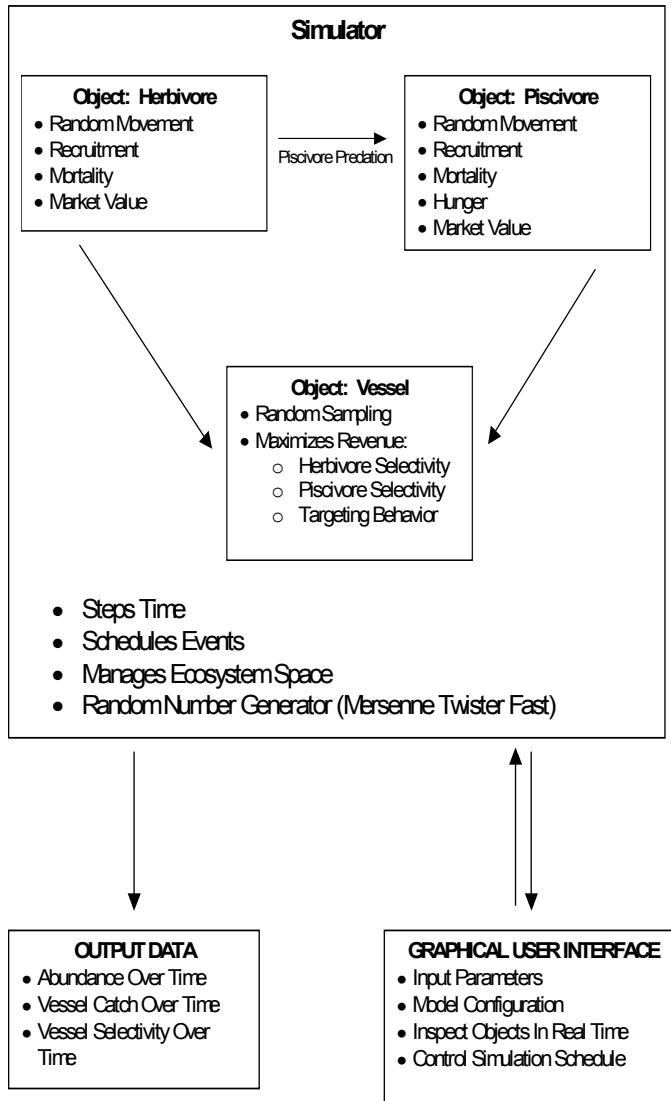 Simulator
Object: Herbivore
• Random Movement
• Recruitment
• Mortality
• Market Value
Piscivore Predation
Object: Piscivore
• Random Movement
• Recruitment
• Mortality
• Hunger
• Market Value
Object: Vessel
• Random Sampling
• Maximizes Revenue:
o Herbivore Selectivity
o Piscivore Selectivity
o Targeting Behavior
• Steps Time
• Schedules Events
• Manages Ecosystem Space
• Random Number Generator (Mersenne Twister Fast)
OUTPUT DATA
• Abundance Over Time
• Vessel Catch Over Time
• Vessel Selectivity Over
Time
GRAPHICAL USER INTERFACE
• Input Parameters
• Model Configuration
• Inspect Objects In Real Time
• Control Simulation Schedule